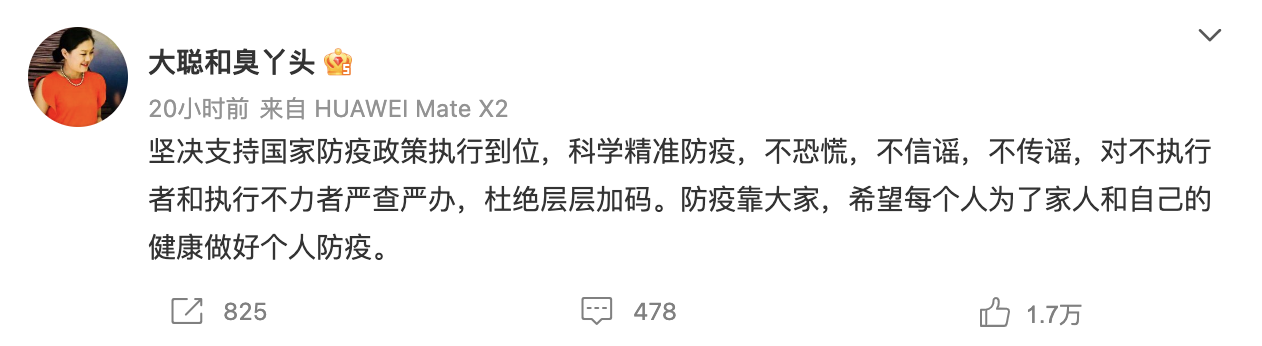 大聪和臭丫头
5
20小时前 来自 HUAWEI Mate X2
坚决支持国家防疫政策执行到位，科学精准防疫，不恐慌，不信谣，不传谣，对不执行
者和执行不力者严查严办，杜绝层层加码。防疫靠大家，希望每个人为了家人和自己的
健康做好个人防疫。
825 478 1.7万